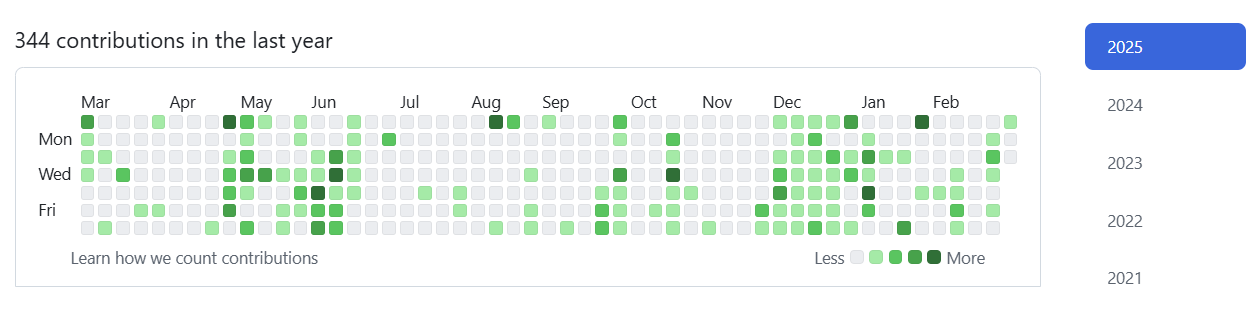 344 contributions in the last year
2025
Mar Apr May Jun Jul Aug Sep Oct Nov Dec Jan Feb
2024
Mon
2023
Wed
Fri
2022
Learn how we count contributions
Less More
2021